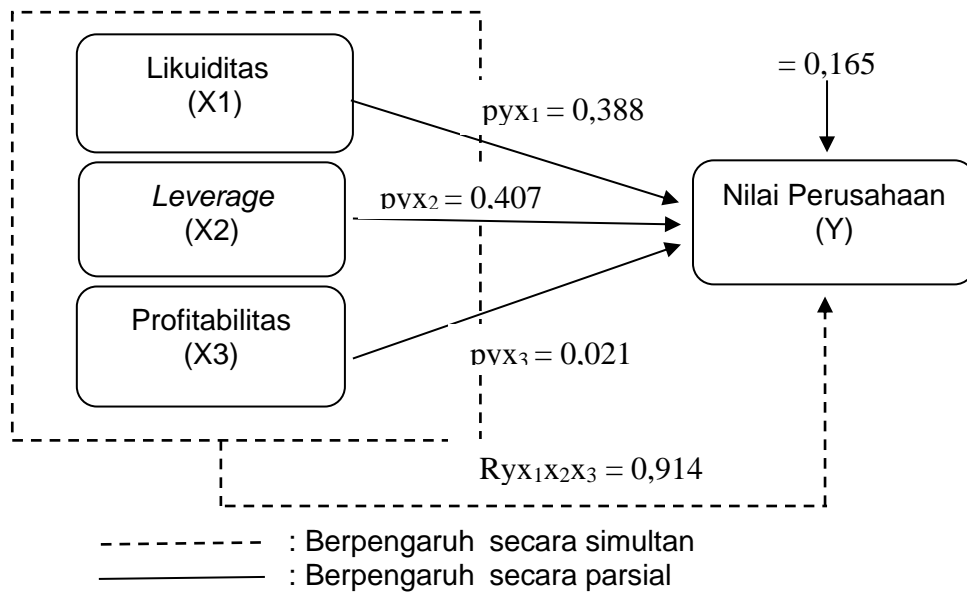 Likuiditas
(X1)
= 0,165
pyx₁ = 0,388
Leverage
(X2)
pyx₂ = 0,407
Nilai Perusahaan
(Y)
Profitabilitas
(X3)
pyx₃ = 0,021
Ryx₁x₂x₃ = 0,914
: Berpengaruh secara simultan
: Berpengaruh secara parsial